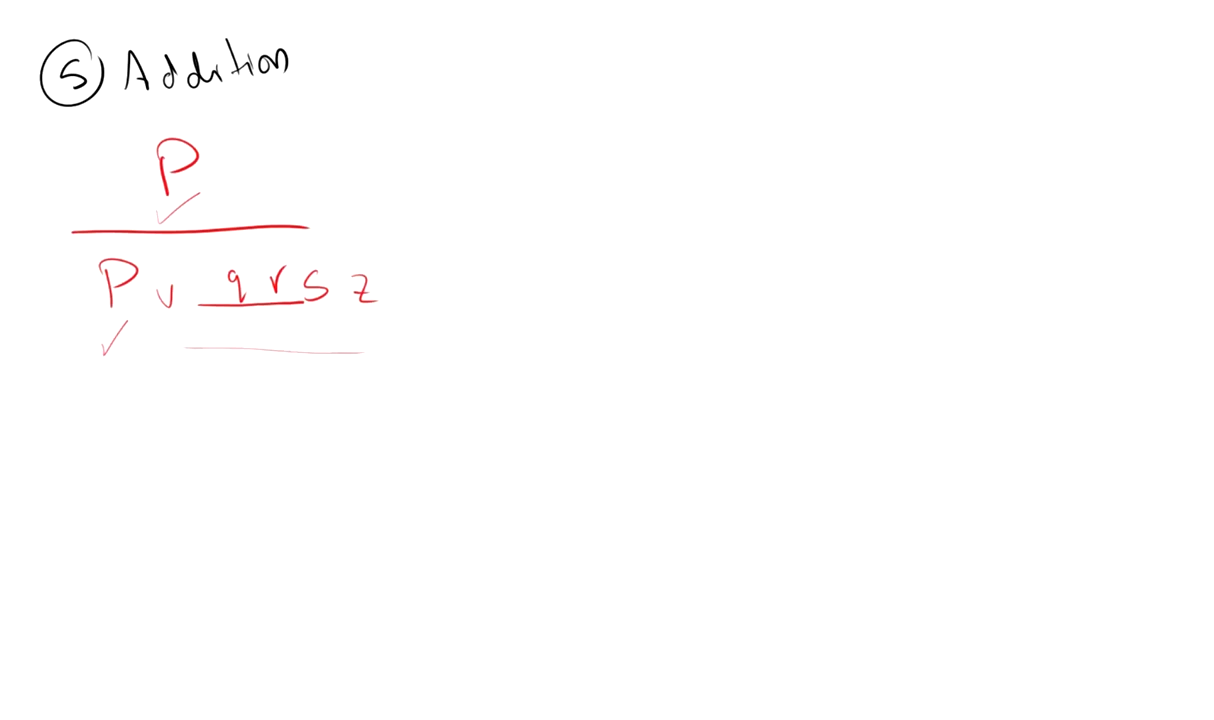 ⑤ Addition
P
P v q r s z